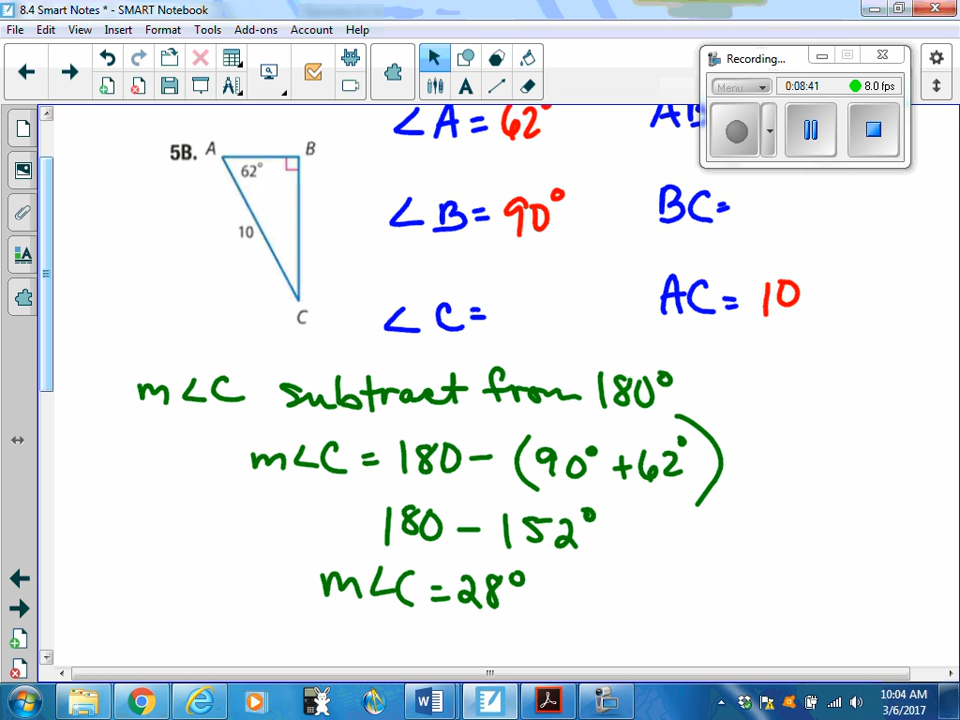 8.4 Smart Notes * - SMART Notebook
File Edit View Insert Format Tools Add-ons Account Help
Recording...
Menu 0:08:41 8.0 fps
∠A = 62°
5B. A B
62°
10
C
∠B = 90°
BC=
∠C=
AC= 10
m∠C subtract from 180°
m∠C = 180 - (90° + 62°)
180 - 152°
m∠C = 28°
10:04 AM
3/6/2017